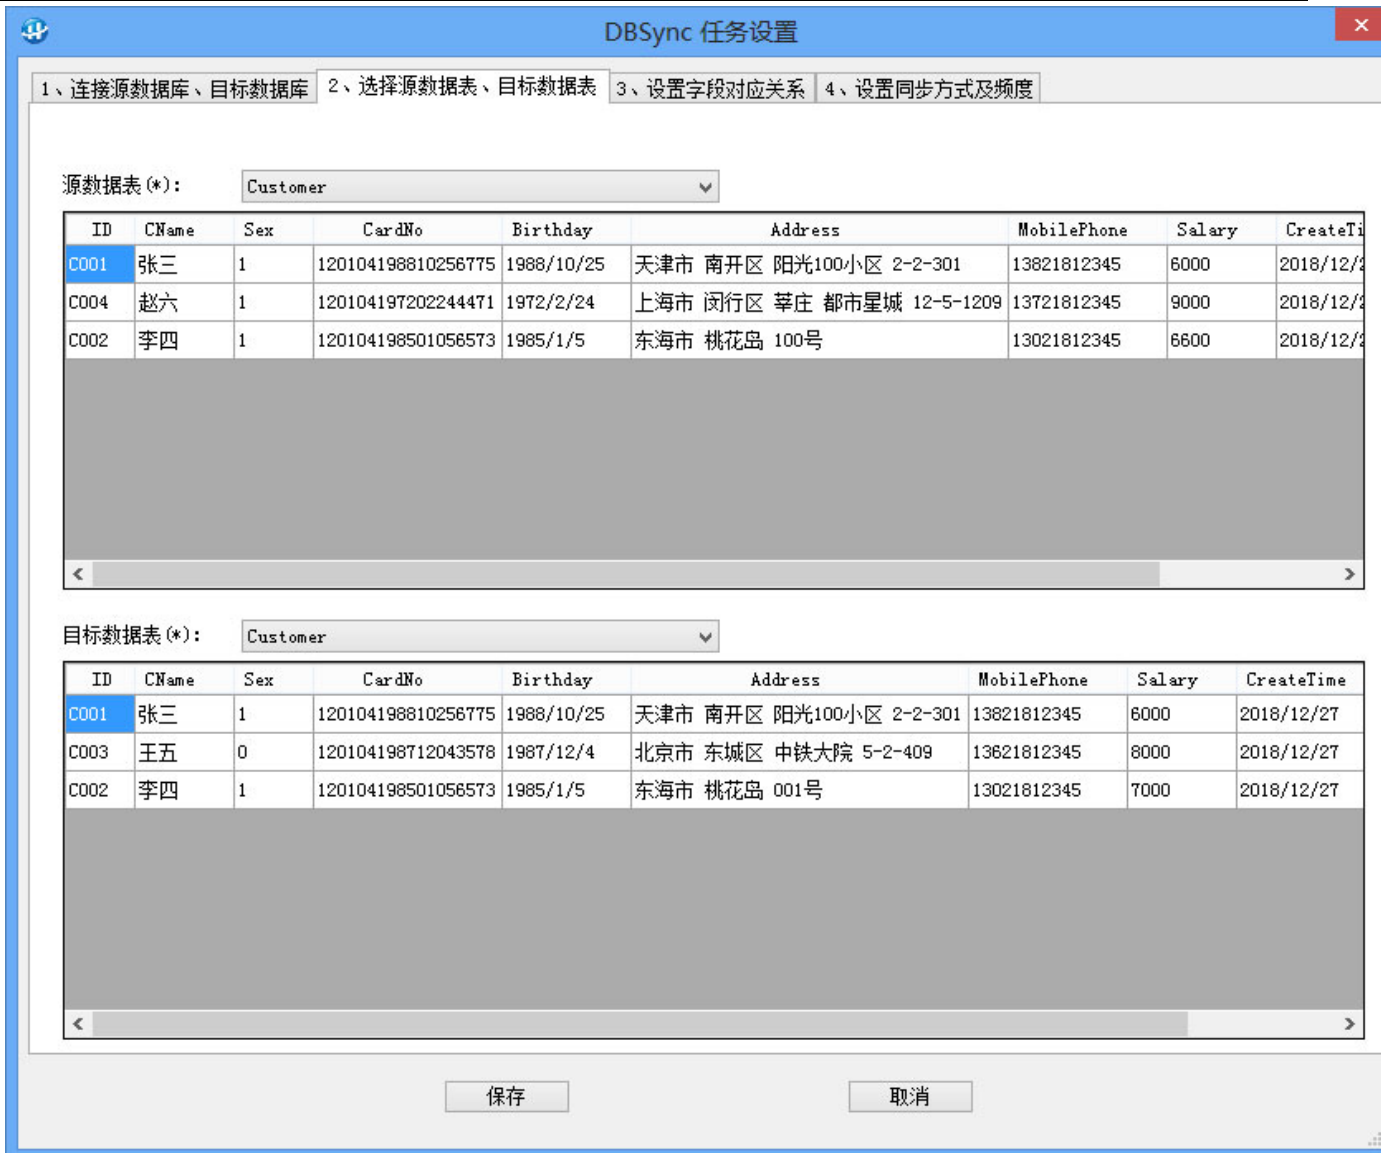 DBSync 任务设置
1、连接源数据库、目标数据库 2、选择源数据表、目标数据表 3、设置字段对应关系 4、设置同步方式及频度
源数据表(*): Customer
ID CName Sex CardNo Birthday Address MobilePhone Salary CreateTi
C001 张三 1 120104198810256775 1988/10/25 天津市 南开区 阳光100小区 2-2-301 13821812345 6000 2018/12/2
C004 赵六 1 120104197202244471 1972/2/24 上海市 闵行区 莘庄 都市星城 12-5-1209 13721812345 9000 2018/12/2
C002 李四 1 120104198501056573 1985/1/5 东海市 桃花岛 100号 13021812345 6600 2018/12/2
目标数据表(*): Customer
ID CName Sex CardNo Birthday Address MobilePhone Salary CreateTime
C001 张三 1 120104198810256775 1988/10/25 天津市 南开区 阳光100小区 2-2-301 13821812345 6000 2018/12/27
C003 王五 0 120104198712043578 1987/12/4 北京市 东城区 中铁大院 5-2-409 13621812345 8000 2018/12/27
C002 李四 1 120104198501056573 1985/1/5 东海市 桃花岛 001号 13021812345 7000 2018/12/27
保存 取消